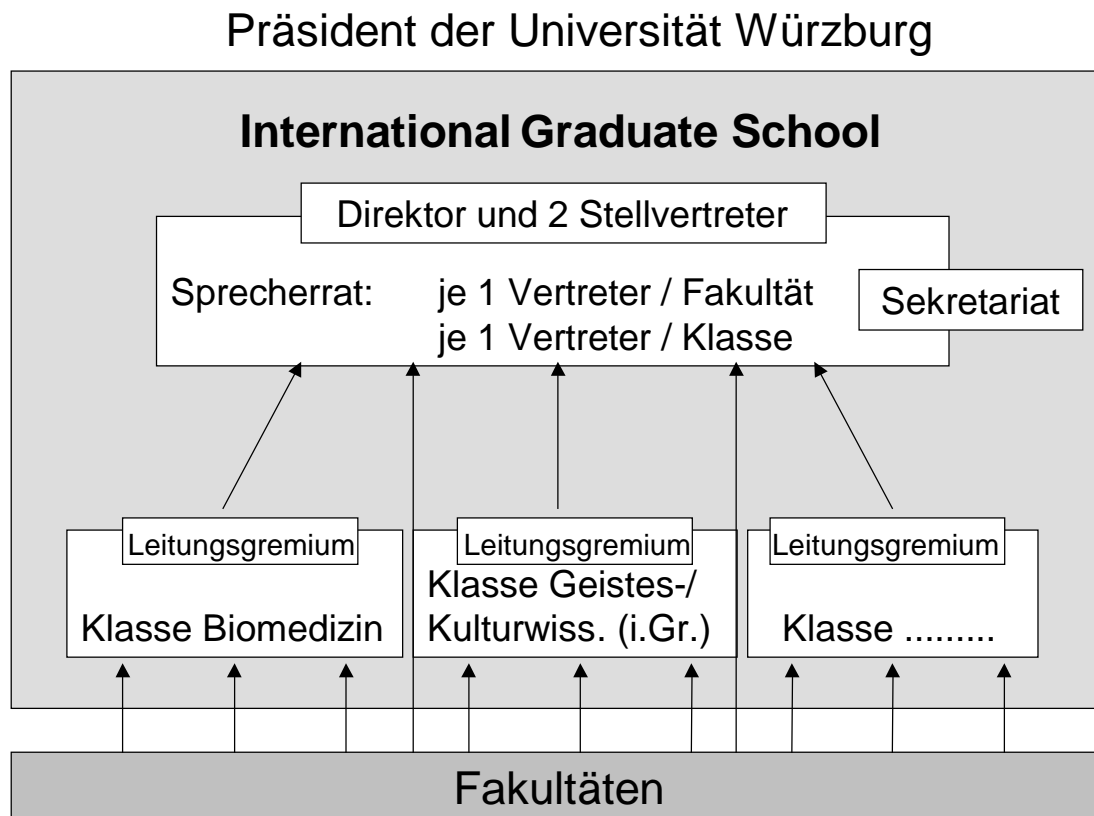 Präsident der Universität Würzburg
International Graduate School
Direktor und 2 Stellvertreter
Sprecherrat: je 1 Vertreter / Fakultät
je 1 Vertreter / Klasse
Sekretariat
Leitungsgremium
Klasse Biomedizin
Leitungsgremium
Klasse Geistes-/
Kulturwiss. (i.Gr.)
Leitungsgremium
Klasse .........
Fakultäten